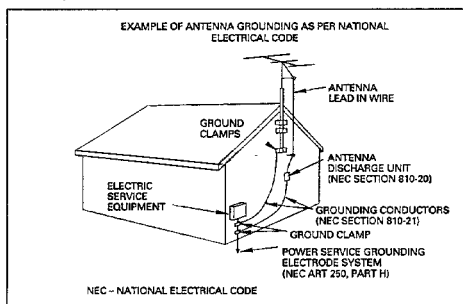 EXAMPLE OF ANTENNA GROUNDING AS PER NATIONAL
ELECTRICAL CODE
ANTENNA
LEAD IN WIRE
GROUND
CLAMPS
ANTENNA
DISCHARGE UNIT
(NEC SECTION 810-20)
ELECTRIC
SERVICE
EQUIPMENT
GROUNDING CONDUCTORS
(NEC SECTION 810-21)
GROUND CLAMP
POWER SERVICE GROUNDING
ELECTRODE SYSTEM
(NEC ART 250, PART H)
NEC – NATIONAL ELECTRICAL CODE